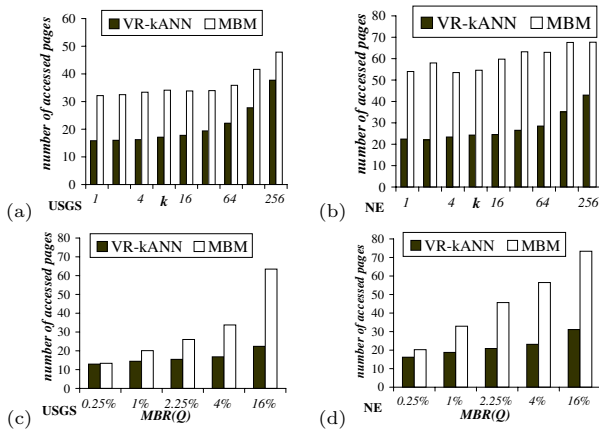 VR-kANN MBM
number of accessed pages
60
50
40
30
20
10
0
1 4 k 16 64 256
(a) USGS
VR-kANN MBM
number of accessed pages
80
70
60
50
40
30
20
10
0
1 4 k 16 64 256
(b) NE
VR-kANN MBM
number of accessed pages
80
70
60
50
40
30
20
10
0
0.25% 1% 2.25% 4% 16%
(c) USGS MBR(Q)
VR-kANN MBM
number of accessed pages
80
70
60
50
40
30
20
10
0
0.25% 1% 2.25% 4% 16%
(d) NE MBR(Q)